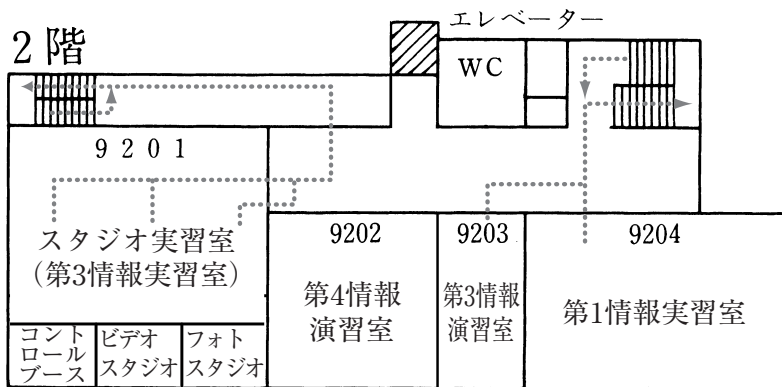 2階
エレベーター
WC
9201
スタジオ実習室
(第3情報実習室)
コント
ロール
ブース
ビデオ
スタジオ
フォト
スタジオ
9202
第4情報
演習室
9203
第3情報
演習室
9204
第1情報実習室